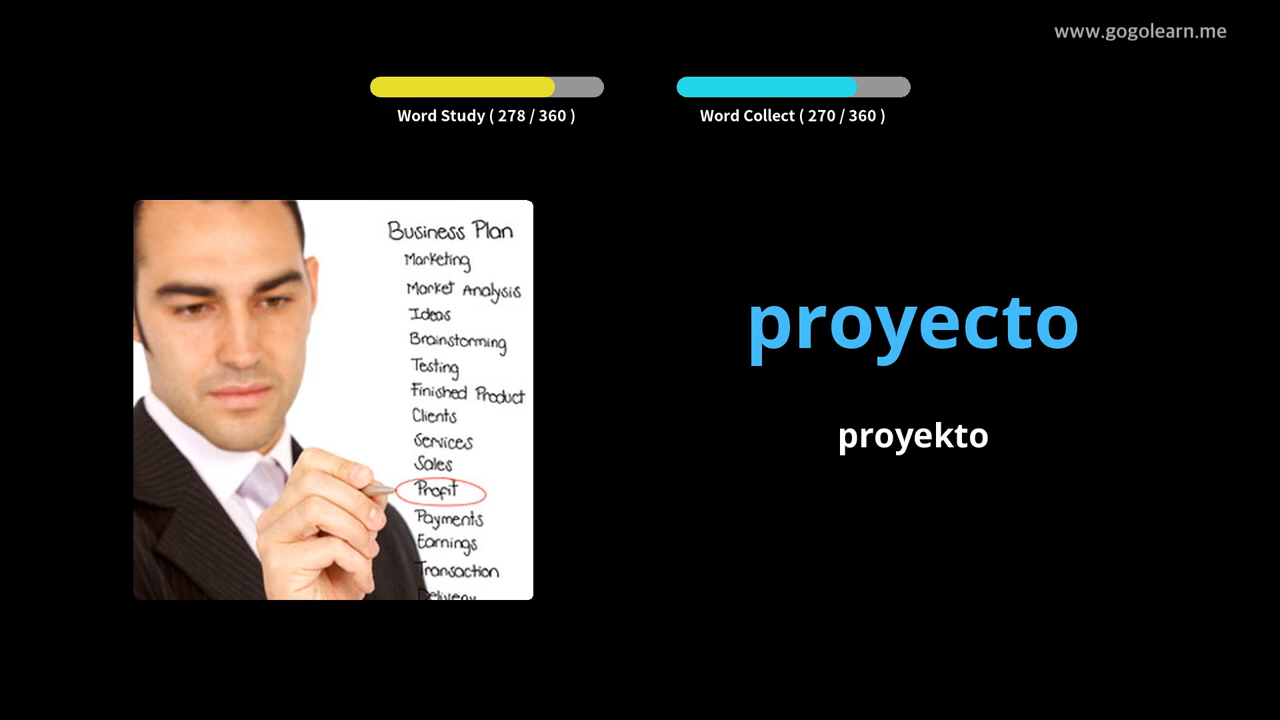 www.gogolearn.me
Word Study ( 278 / 360 )
Word Collect ( 270 / 360 )
Business Plan
Marketing
Market Analysis
Ideas
Brainstorming
Testing
Finished Product
Clients
Services
Sales
Profit
Payments
Earnings
Transaction
Delivery
proyecto
proyekto